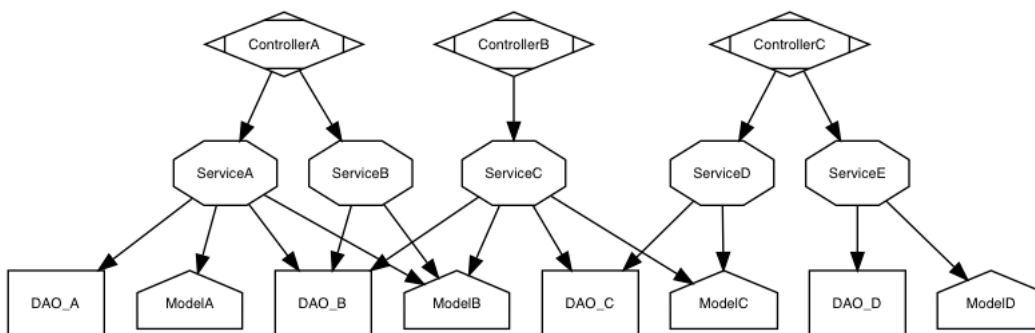 ControllerA
ControllerB
ControllerC
ServiceA
ServiceB
ServiceC
ServiceD
ServiceE
DAO_A
ModelA
DAO_B
ModelB
DAO_C
ModelC
DAO_D
ModelD